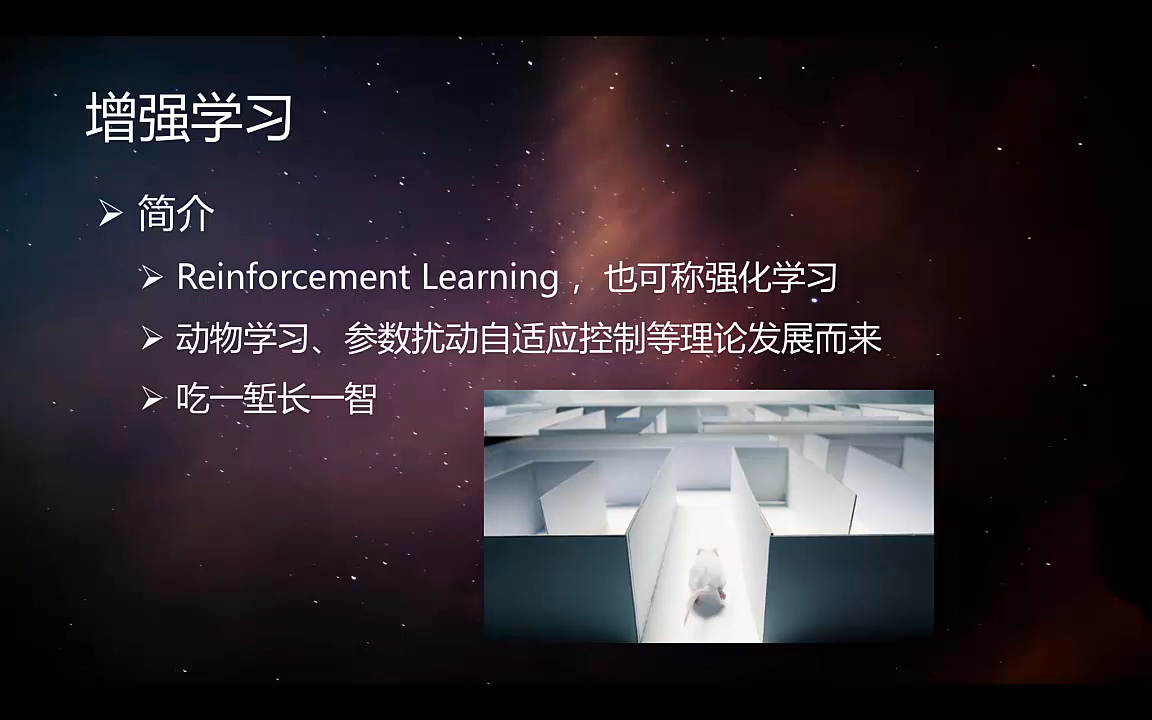 增强学习
简介
Reinforcement Learning ，也可称强化学习
动物学习、参数扰动自适应控制等理论发展而来
吃一堑长一智